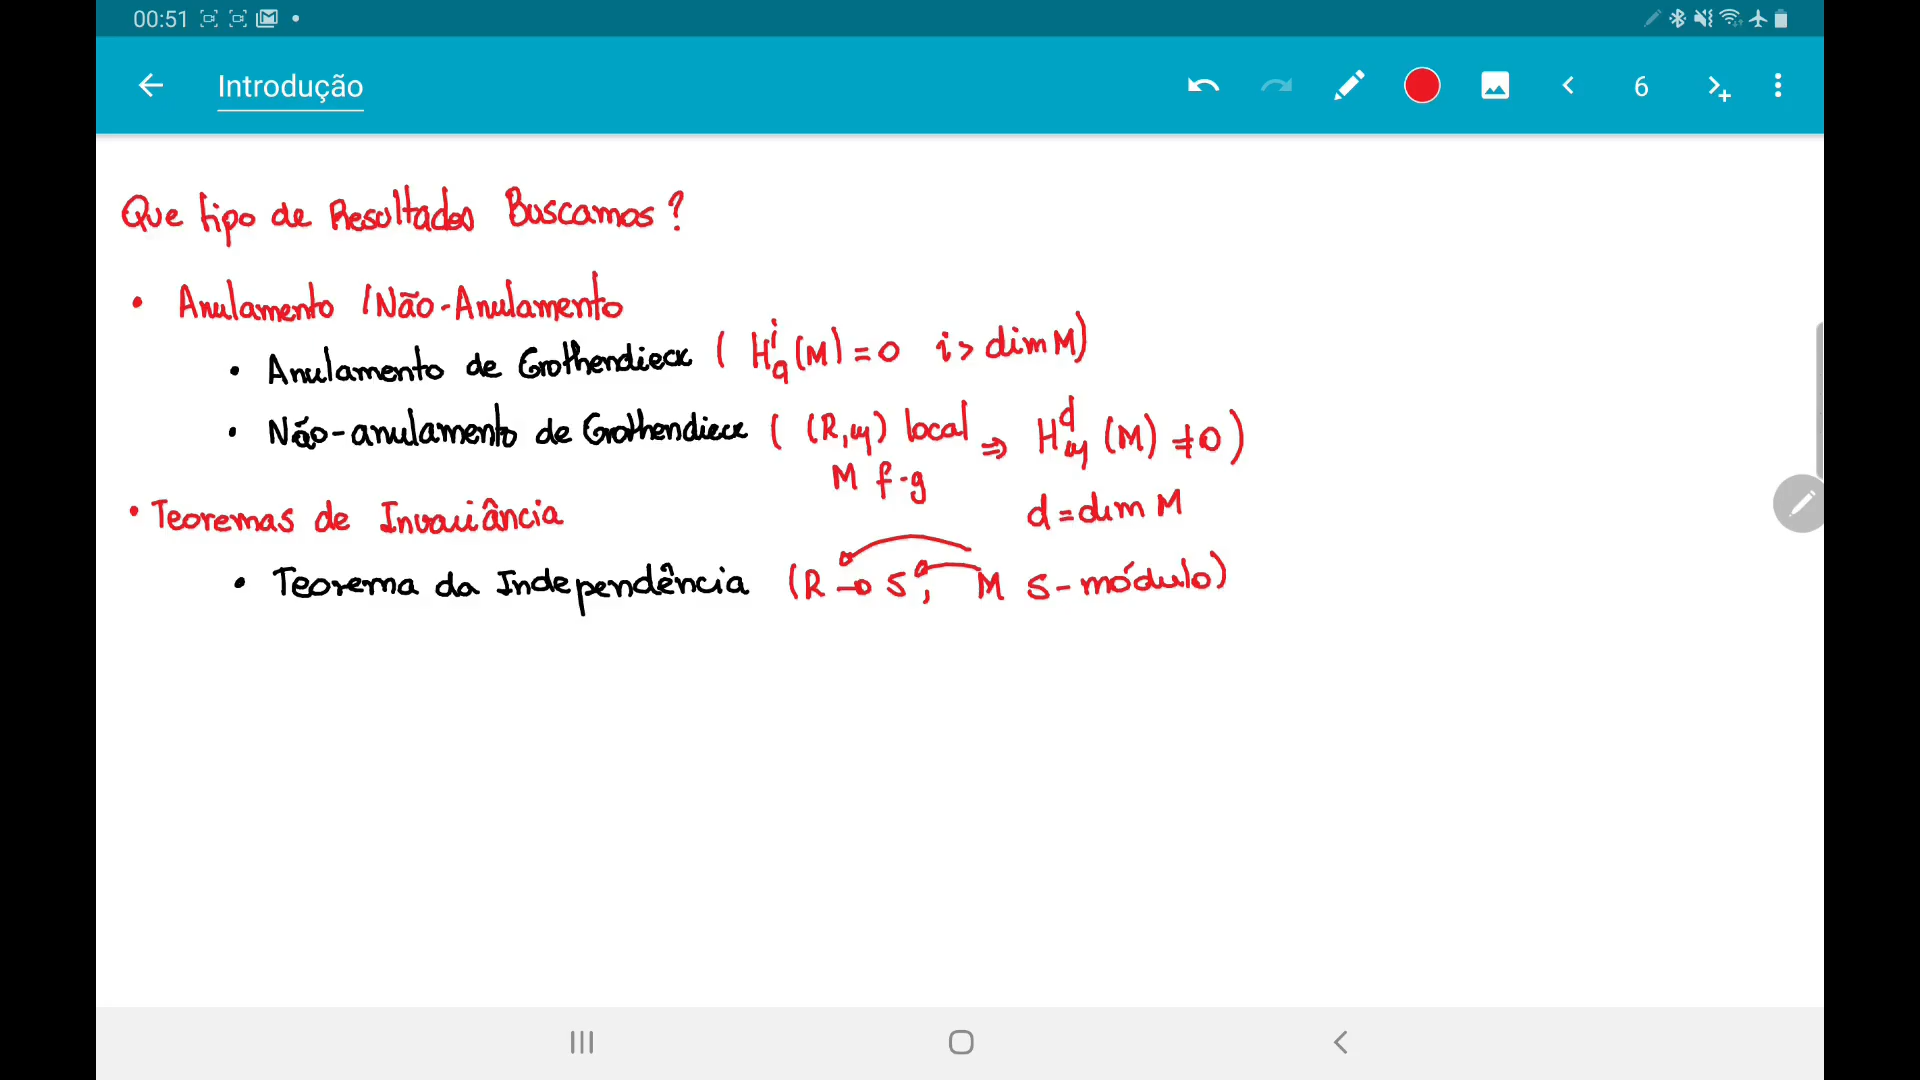 00:51
Introdução
6
Que tipo de Resultados Buscamos?
• Anulamento / Não-Anulamento
• Anulamento de Grothendieck ( H^i_a (M) = 0 i > dim M)
• Não-anulamento de Grothendieck ( (R, m) local ⇒ H^d_m (M) ≠ 0 )
M f.g
d = dim M
• Teoremas de Invariância
• Teorema da Independência (R → S, M S-módulo)